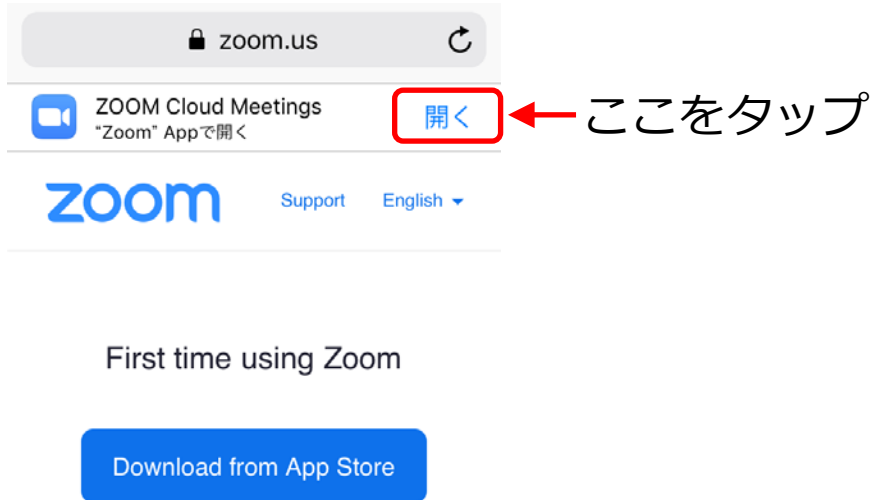 zoom.us
ZOOM Cloud Meetings
“Zoom” Appで開く
開く
ここをタップ
zoom
Support
English
First time using Zoom
Download from App Store